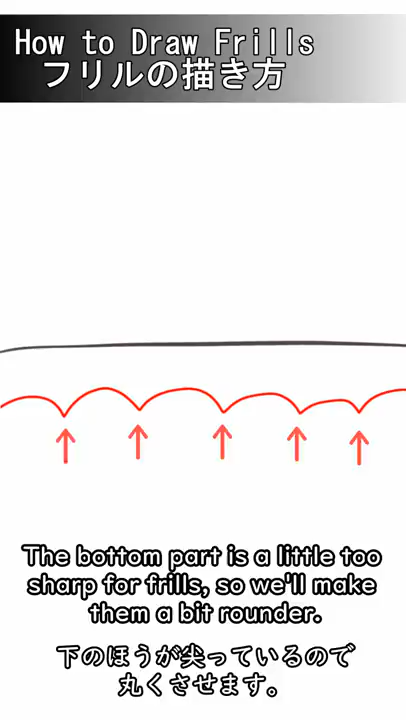 How to Draw Frills
フリルの描き方
The bottom part is a little too
sharp for frills, so we'll make
them a bit rounder.
下のほうが尖っているので
丸くさせます。